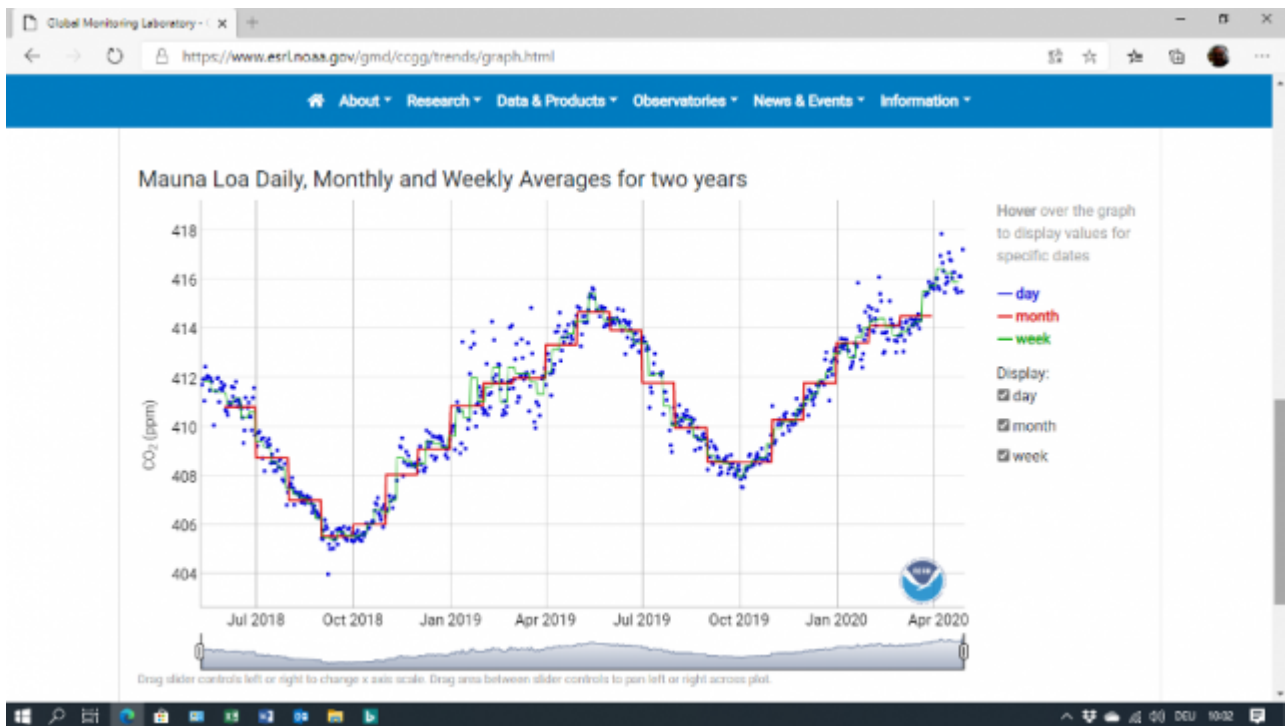 Global Monitoring Laboratory -
https://www.esrl.noaa.gov/gmd/ccgg/trends/graph.html
About Research Data & Products Observatories News & Events Information
Mauna Loa Daily, Monthly and Weekly Averages for two years
Hover over the graph
to display values for
specific dates
day
month
week
Display:
day
month
week
CO₂ (ppm)
418
416
414
412
410
408
406
404
Jul 2018 Oct 2018 Jan 2019 Apr 2019 Jul 2019 Oct 2019 Jan 2020 Apr 2020
Drag slider controls left or right to change x axis scale. Drag area between slider controls to pan left or right across plot.
DEU 10:02